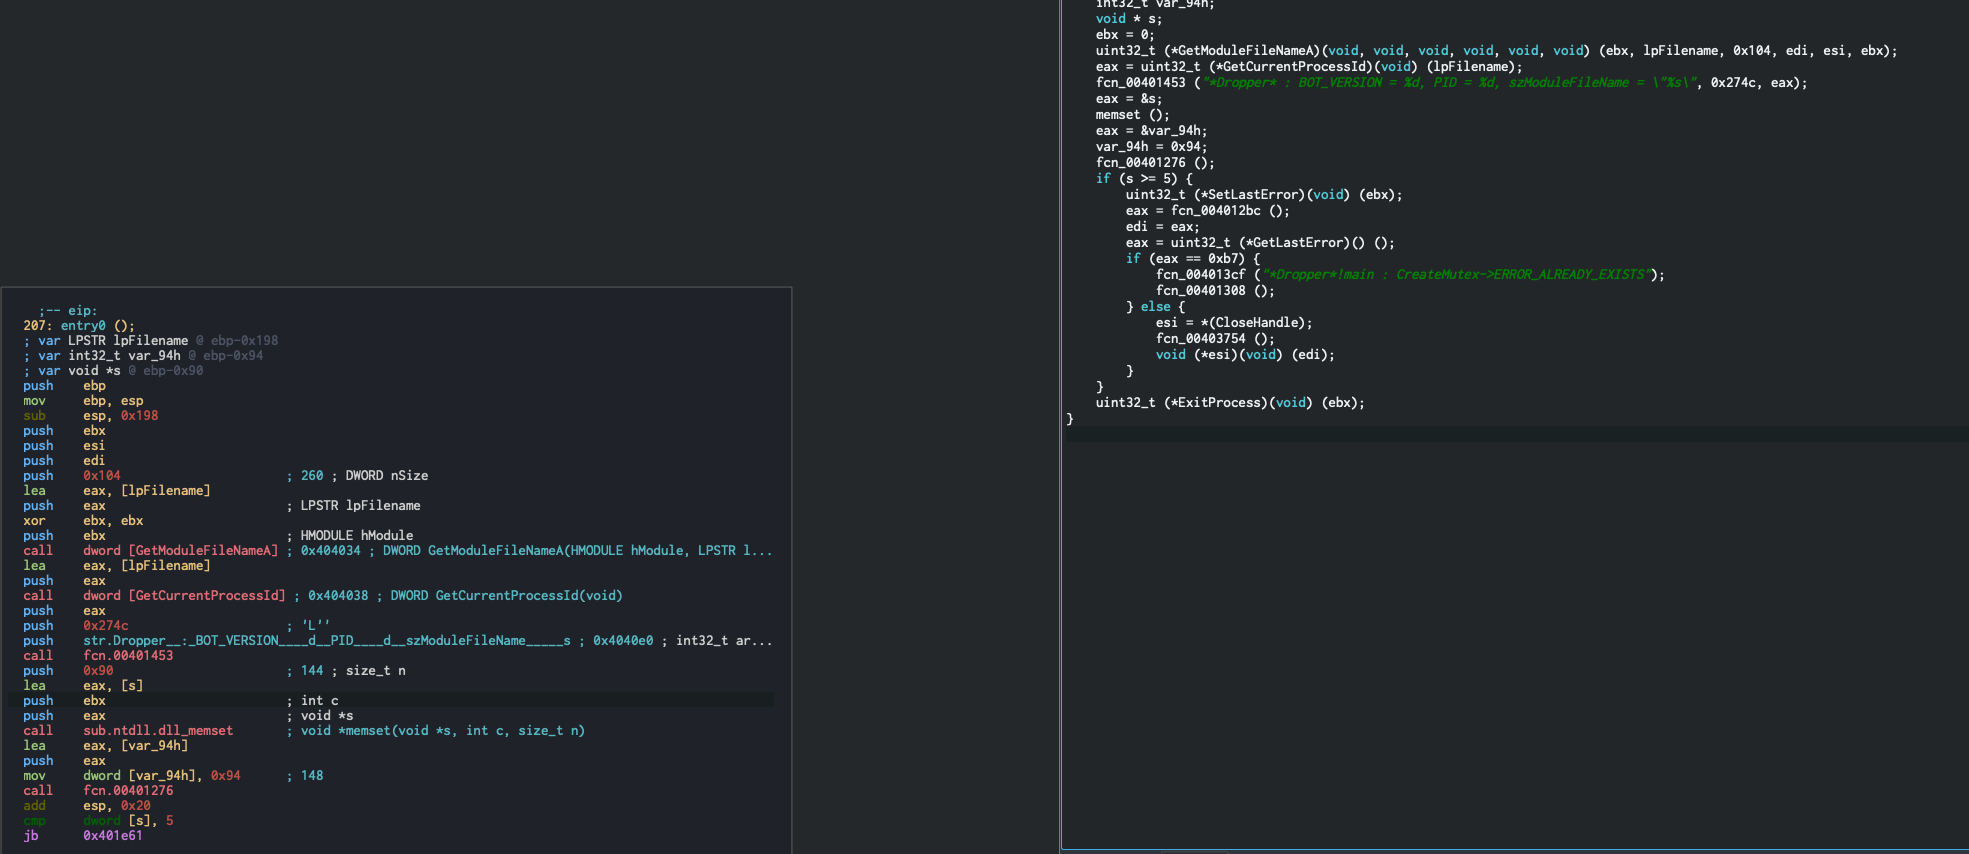 ;-- eip:
207: entry0 ();
; var LPSTR lpFilename @ ebp-0x198
; var int32_t var_94h @ ebp-0x94
; var void *s @ ebp-0x90
push ebp
mov ebp, esp
sub esp, 0x198
push ebx
push esi
push edi
push 0x104 ; 260 ; DWORD nSize
lea eax, [lpFilename]
push eax ; LPSTR lpFilename
xor ebx, ebx
push ebx ; HMODULE hModule
call dword [GetModuleFileNameA] ; 0x404034 ; DWORD GetModuleFileNameA(HMODULE hModule, LPSTR l...
lea eax, [lpFilename]
push eax
call dword [GetCurrentProcessId] ; 0x404038 ; DWORD GetCurrentProcessId(void)
push eax
push 0x274c ; 'L''
push str.Dropper__:_BOT_VERSION____d__PID____d__szModuleFileName_____s ; 0x4040e0 ; int32_t ar...
call fcn.00401453
push 0x90 ; 144 ; size_t n
lea eax, [s]
push ebx ; int c
push eax ; void *s
call sub.ntdll.dll_memset ; void *memset(void *s, int c, size_t n)
lea eax, [var_94h]
push eax
mov dword [var_94h], 0x94 ; 148
call fcn.00401276
add esp, 0x20
cmp dword [s], 5
jb 0x401e61
int32_t var_94h;
void * s;
ebx = 0;
uint32_t (*GetModuleFileNameA)(void, void, void, void, void, void) (ebx, lpFilename, 0x104, edi, esi, ebx);
eax = uint32_t (*GetCurrentProcessId)(void) (lpFilename);
fcn_00401453 ("*Dropper* : BOT_VERSION = %d, PID = %d, szModuleFileName = \"%s\", 0x274c, eax);
eax = &s;
memset ();
eax = &var_94h;
var_94h = 0x94;
fcn_00401276 ();
if (s >= 5) {
uint32_t (*SetLastError)(void) (ebx);
eax = fcn_004012bc ();
edi = eax;
eax = uint32_t (*GetLastError)() ();
if (eax == 0xb7) {
fcn_004013cf ("*Dropper*!main : CreateMutex->ERROR_ALREADY_EXISTS");
fcn_00401308 ();
} else {
esi = *(CloseHandle);
fcn_00403754 ();
void (*esi)(void) (edi);
}
}
uint32_t (*ExitProcess)(void) (ebx);
}